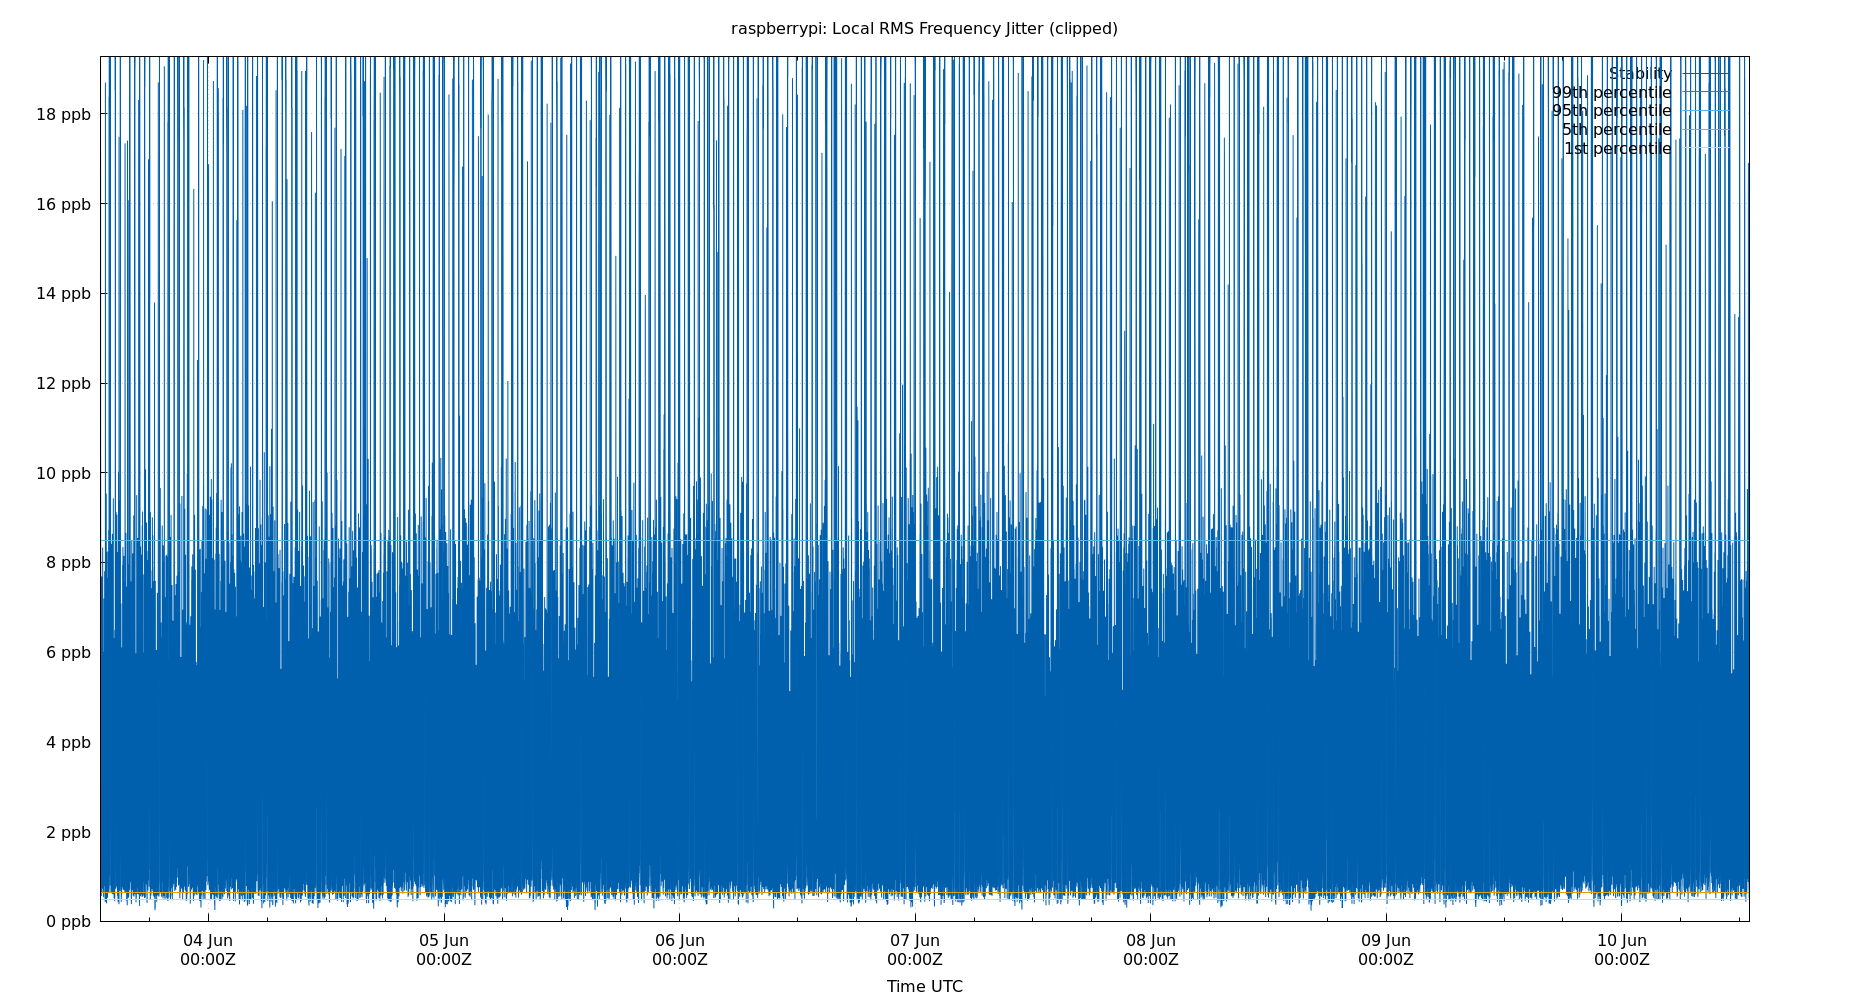 raspberrypi: Local RMS Frequency Jitter (clipped)
Stability
99th percentile
95th percentile
5th percentile
1st percentile
18 ppb
16 ppb
14 ppb
12 ppb
10 ppb
8 ppb
6 ppb
4 ppb
2 ppb
0 ppb
04 Jun 05 Jun 06 Jun 07 Jun 08 Jun 09 Jun 10 Jun
00:00Z 00:00Z 00:00Z 00:00Z 00:00Z 00:00Z 00:00Z
Time UTC